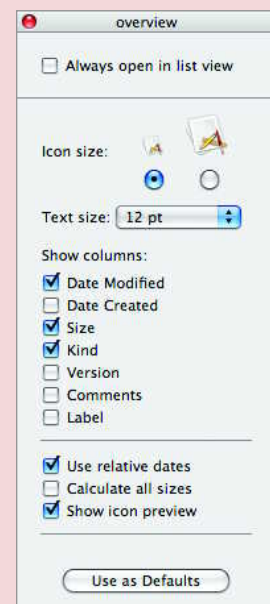 overview
Always open in list view
Icon size:
Text size: 12 pt
Show columns:
Date Modified
Date Created
Size
Kind
Version
Comments
Label
Use relative dates
Calculate all sizes
Show icon preview
Use as Defaults